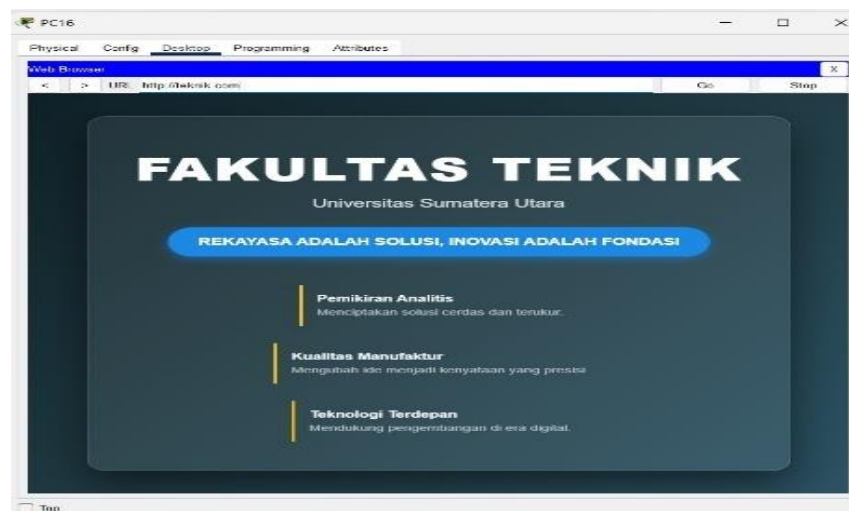 PC16
Physical Config Desktop Programming Attributes
Web Browser X
< > URL http://teknik.com/ Go Stop
FAKULTAS TEKNIK
Universitas Sumatera Utara
REKAYASA ADALAH SOLUSI, INOVASI ADALAH FONDASI
Pemikiran Analitis
Menciptakan solusi cerdas dan terukur.
Kualitas Manufaktur
Mengubah ide menjadi kenyataan yang presisi
Teknologi Terdepan
Mendukung pengembangan di era digital.
Top